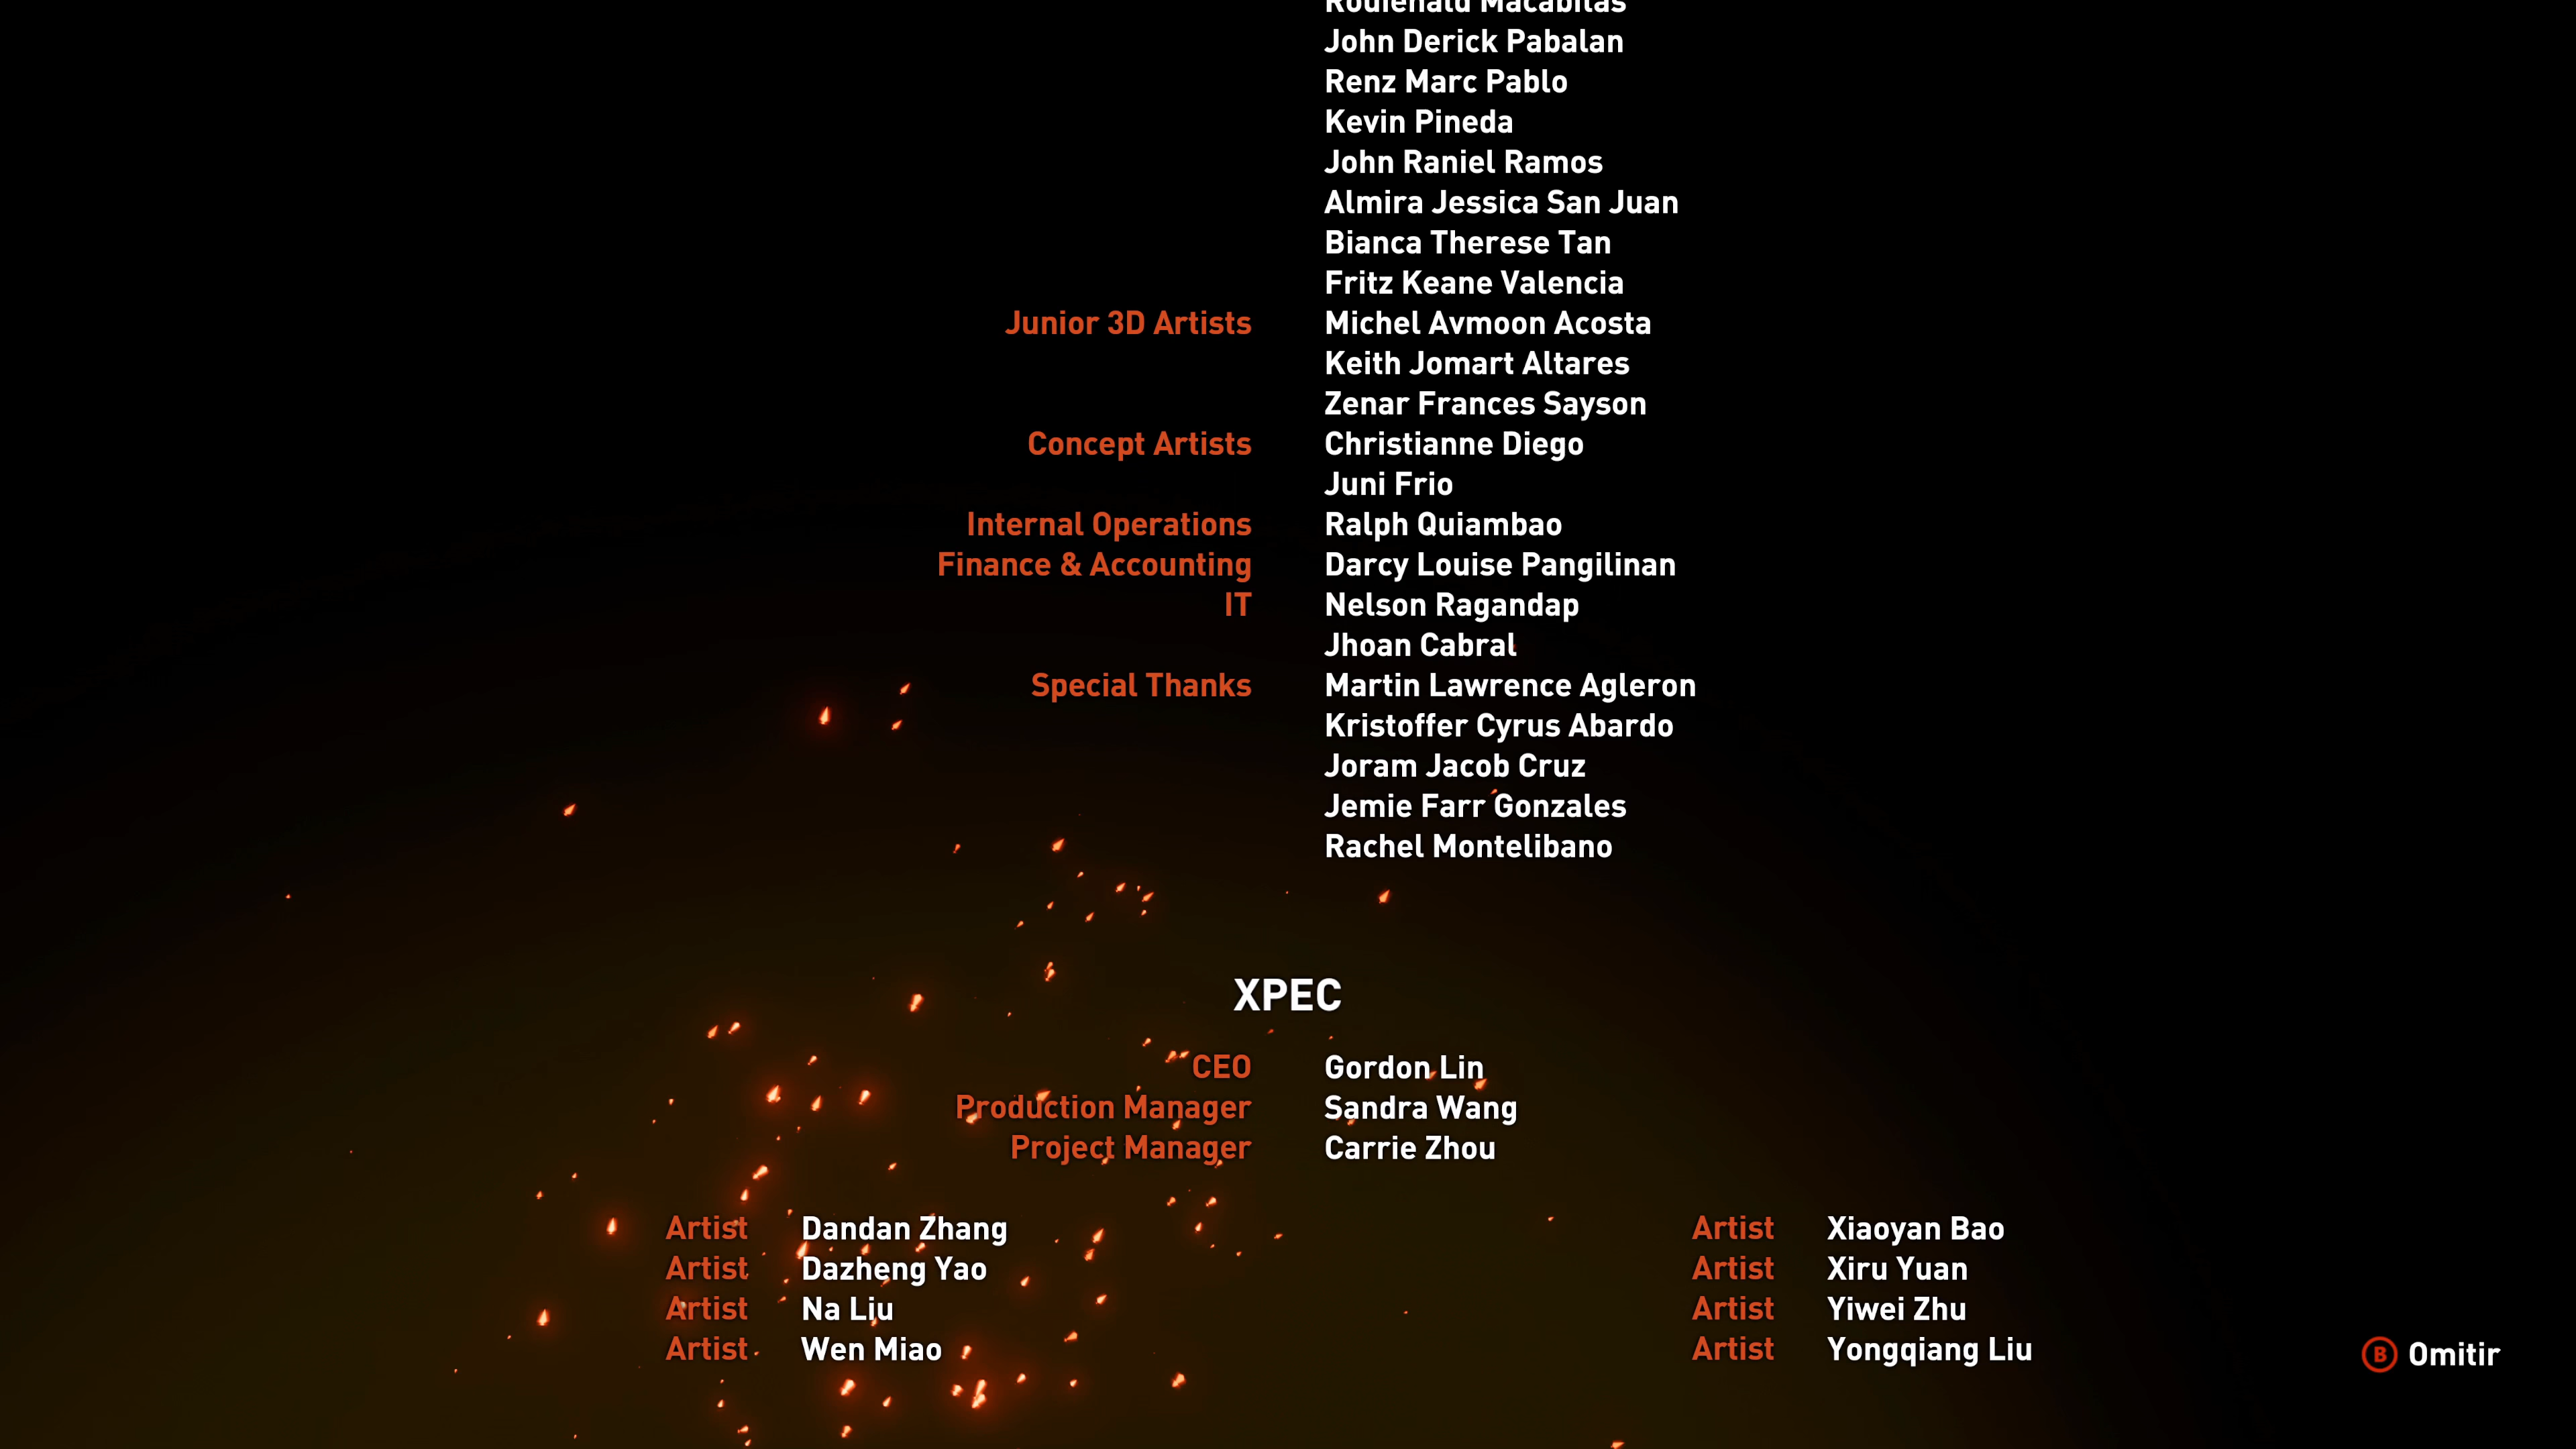 Macabitas
John Derick Pabalan
Renz Marc Pablo
Kevin Pineda
John Raniel Ramos
Almira Jessica San Juan
Bianca Therese Tan
Fritz Keane Valencia
Junior 3D Artists Michel Avmoon Acosta
Keith Jomart Altares
Zenar Frances Sayson
Concept Artists Christianne Diego
Juni Frio
Internal Operations Ralph Quiambao
Finance & Accounting Darcy Louise Pangilinan
IT Nelson Ragandap
Jhoan Cabral
Special Thanks Martin Lawrence Agleron
Kristoffer Cyrus Abardo
Joram Jacob Cruz
Jemie Farr Gonzales
Rachel Montelibano
XPEC
CEO Gordon Lin
Production Manager Sandra Wang
Project Manager Carrie Zhou
Artist Dandan Zhang Artist Xiaoyan Bao
Artist Dazheng Yao Artist Xiru Yuan
Artist Na Liu Artist Yiwei Zhu
Artist Wen Miao Artist Yongqiang Liu
B Omitir